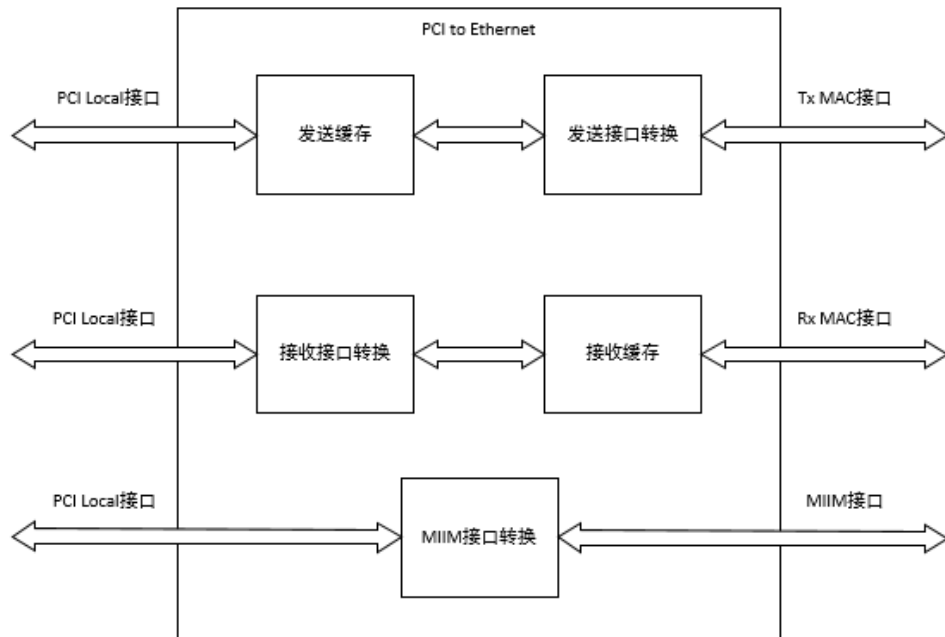 PCI to Ethernet
PCI Local接口
发送缓存
发送接口转换
Tx MAC接口
PCI Local接口
接收接口转换
接收缓存
Rx MAC接口
PCI Local接口
MIIM接口转换
MIIM接口